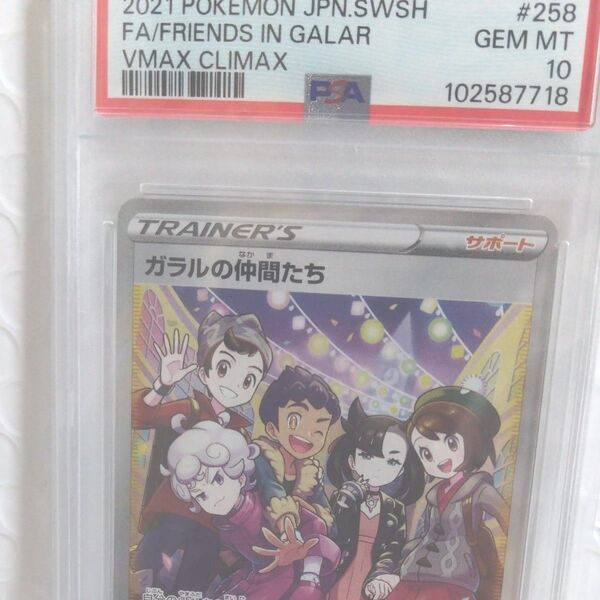 2021 POKEMON JPN.SWSH #258
FA/FRIENDS IN GALAR GEM MT
VMAX CLIMAX 10
PSA 102587718
TRAINER'S サポート
なかま
ガラルの仲間たち